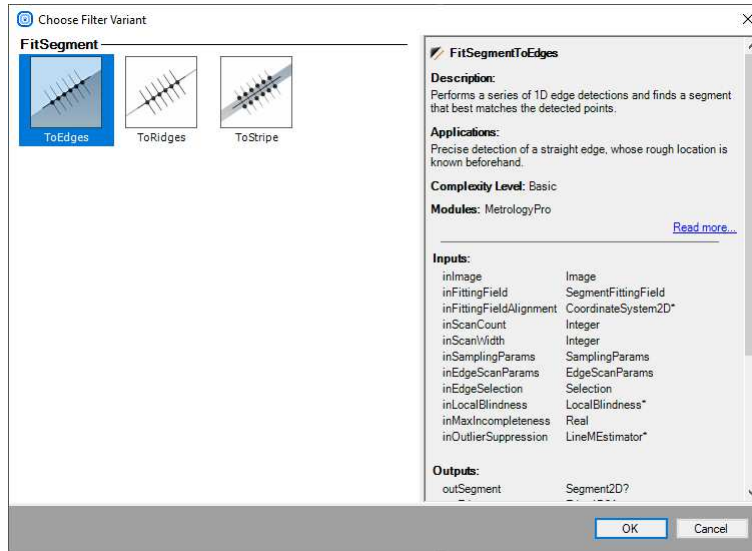 Choose Filter Variant
FitSegment
ToEdges
ToRidges
ToStripe
FitSegmentToEdges
Description:
Performs a series of 1D edge detections and finds a segment
that best matches the detected points.
Applications:
Precise detection of a straight edge, whose rough location is
known beforehand.
Complexity Level: Basic
Modules: MetrologyPro
Read more...
Inputs:
inImage Image
inFittingField SegmentFittingField
inFittingFieldAlignment CoordinateSystem2D*
inScanCount Integer
inScanWidth Integer
inSamplingParams SamplingParams
inEdgeScanParams EdgeScanParams
inEdgeSelection Selection
inLocalBlindness LocalBlindness*
inMaxIncompleteness Real
inOutlierSuppression LineMEstimator*
Outputs:
outSegment Segment2D?
OK Cancel